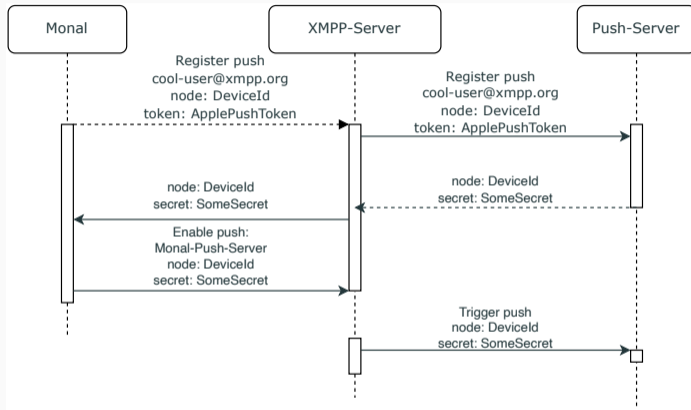 Monal
XMPP-Server
Push-Server
Register push
cool-user@xmpp.org
node: DeviceId
token: ApplePushToken
Register push
cool-user@xmpp.org
node: DeviceId
token: ApplePushToken
node: DeviceId
secret: SomeSecret
node: DeviceId
secret: SomeSecret
Enable push:
Monal-Push-Server
node: DeviceId
secret: SomeSecret
Trigger push
node: DeviceId
secret: SomeSecret